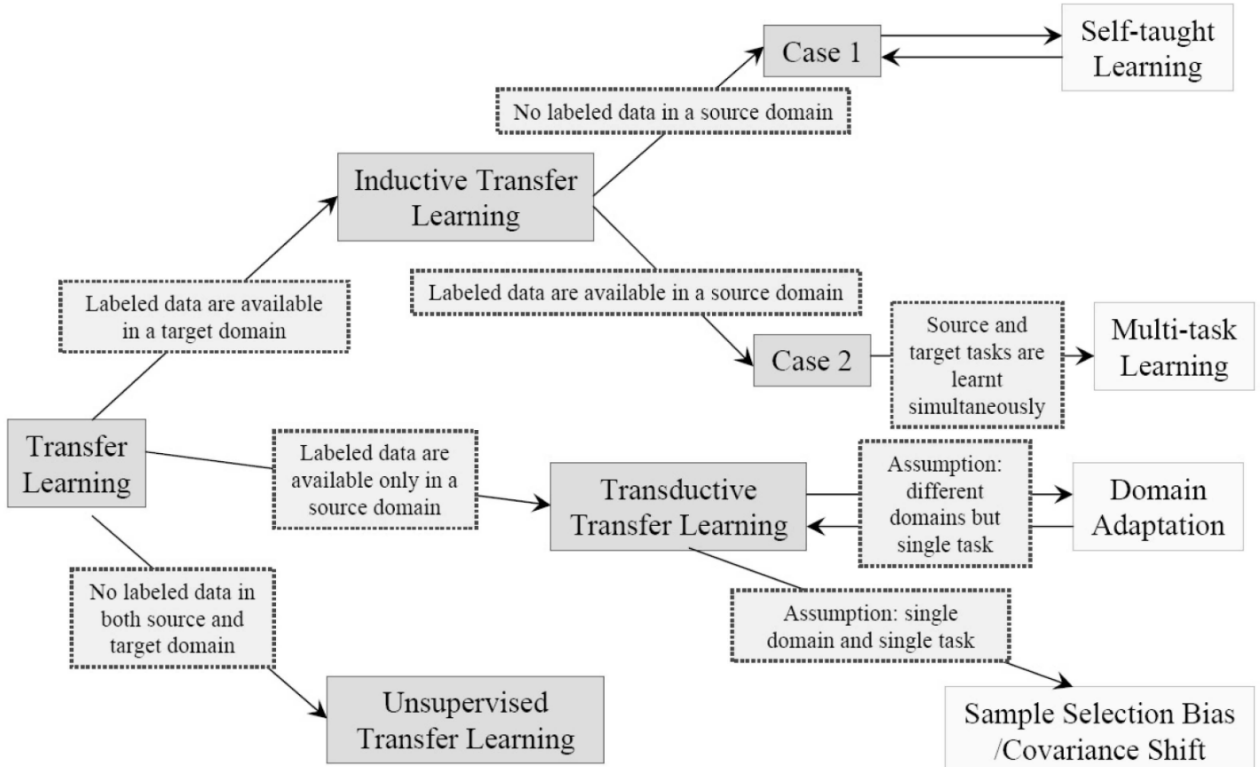 Self-taught
Learning
Case 1
No labeled data in a source domain
Inductive Transfer
Learning
Labeled data are available in a source domain
Labeled data are available
in a target domain
Case 2
Source and
target tasks are
learnt
simultaneously
Multi-task
Learning
Transfer
Learning
Labeled data are
available only in a
source domain
Transductive
Transfer Learning
Assumption:
different
domains but
single task
Domain
Adaptation
No labeled data in
both source and
target domain
Assumption: single
domain and single task
Unsupervised
Transfer Learning
Sample Selection Bias
/Covariance Shift